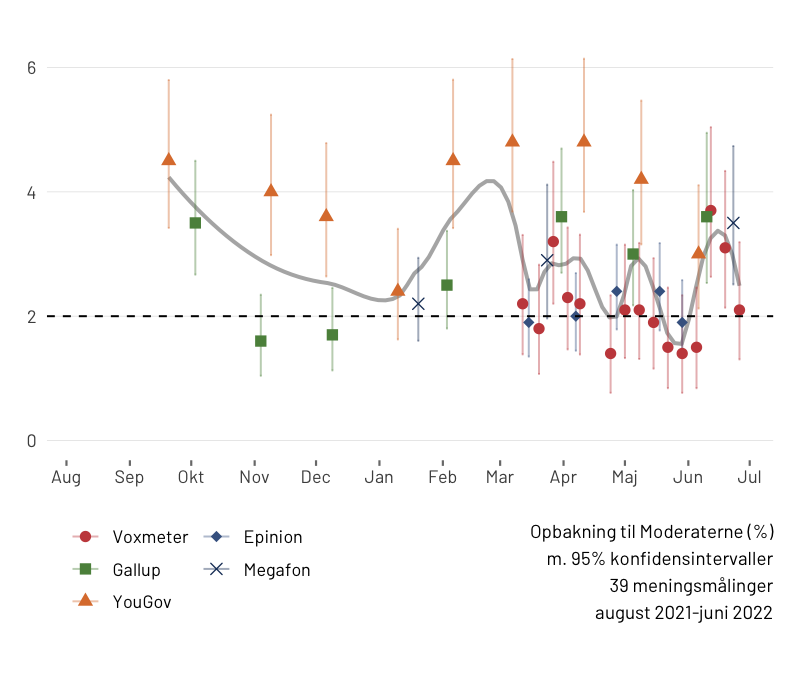 6
4
2
0
Aug Sep Okt Nov Dec Jan Feb Mar Apr Maj Jun Jul
Voxmeter Epinion
Gallup Megafon
YouGov
Opbakning til Moderaterne (%)
m. 95% konfidensintervaller
39 meningsmålinger
august 2021-juni 2022